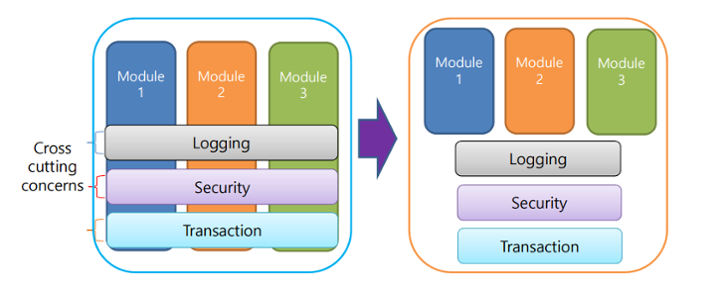 Module
1
Module
2
Module
3
Cross
cutting
concerns
Logging
Security
Transaction
Module
1
Module
2
Module
3
Logging
Security
Transaction